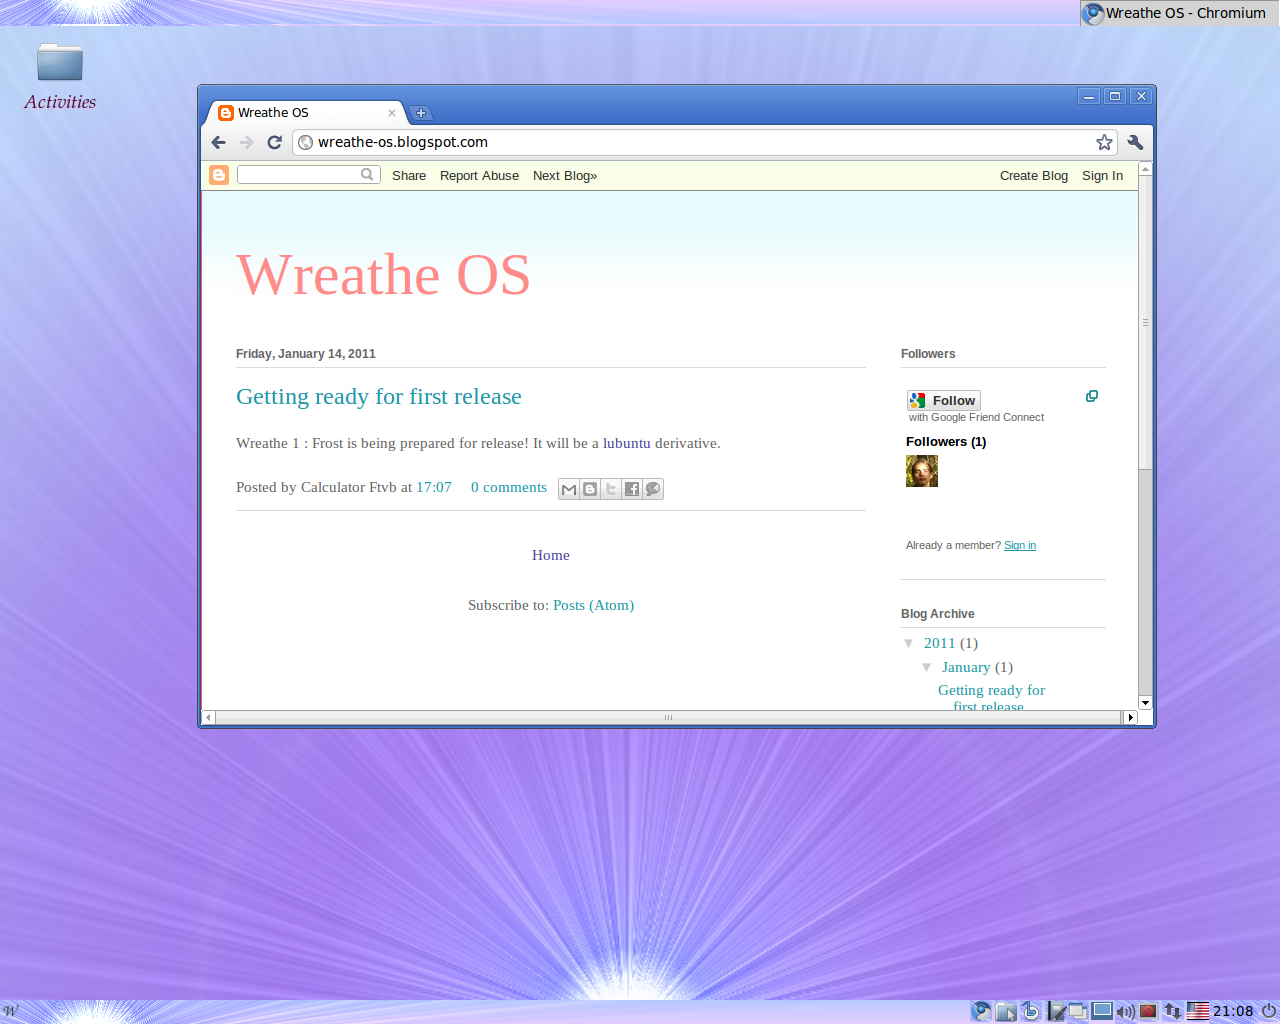 Wreathe OS - Chromium
Activities
Wreathe OS
wreathe-os.blogspot.com
Share Report Abuse Next Blog» Create Blog Sign In
Wreathe OS
Friday, January 14, 2011
Getting ready for first release
Wreathe 1 : Frost is being prepared for release! It will be a lubuntu derivative.
Posted by Calculator Ftvb at 17:07 0 comments
Home
Subscribe to: Posts (Atom)
Followers
Follow
with Google Friend Connect
Followers (1)
Already a member? Sign in
Blog Archive
▼ 2011 (1)
▼ January (1)
Getting ready for
first release
W
21:08